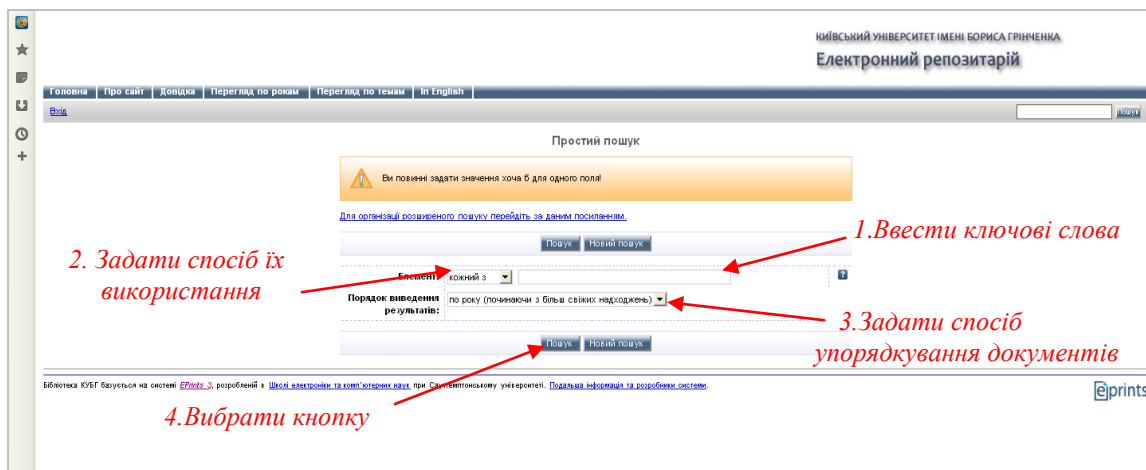 КИЇВСЬКИЙ УНІВЕРСИТЕТ ІМЕНІ БОРИСА ГРІНЧЕНКА
Електронний репозитарій
Головна Про сайт Довідка Перегляд по рокам Перегляд по темам In English
Вхід Пошук
Простий пошук
Ви повинні задати значення хоча б для одного поля!
Для організації розширеного пошуку перейдіть за даним посиланням.
Пошук Новий пошук
1.Ввести ключові слова
2. Задати спосіб їх
використання
Елемент: кожний з
Порядок виведення
результатів:
по року (починаючи з більш свіжих надходжень)
3.Задати спосіб
упорядкування документів
Пошук Новий пошук
Бібліотека КУБГ базується на системі EPrints 3, розробленій в Школі електроніки та комп'ютерних наук при Саутгемптонському університеті. Подальша інформація та розробники системи.
eprints
4.Вибрати кнопку